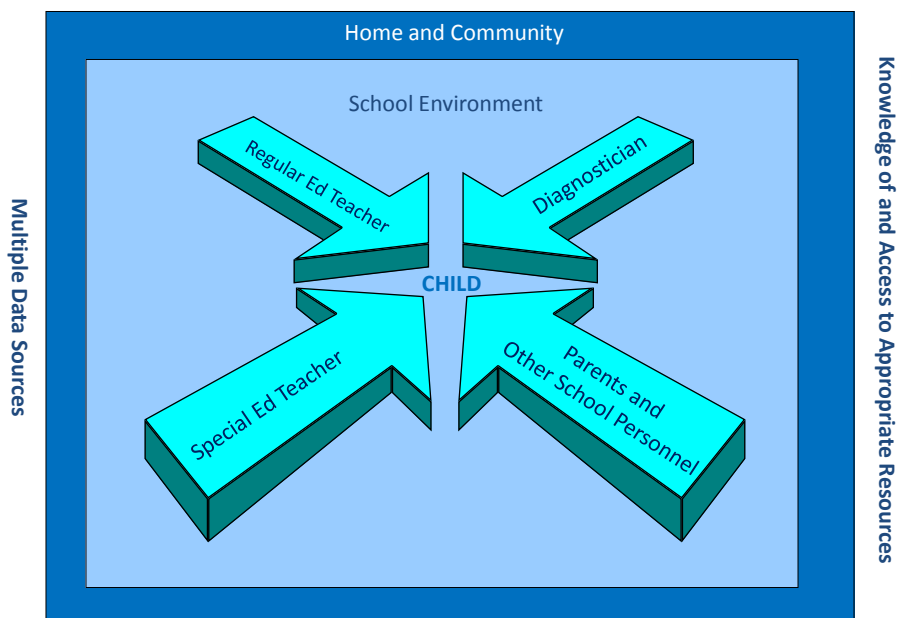 Home and Community
School Environment
Regular Ed Teacher
Diagnostician
CHILD
Special Ed Teacher
Parents and
Other School Personnel
Multiple Data Sources
Knowledge of and Access to Appropriate Resources